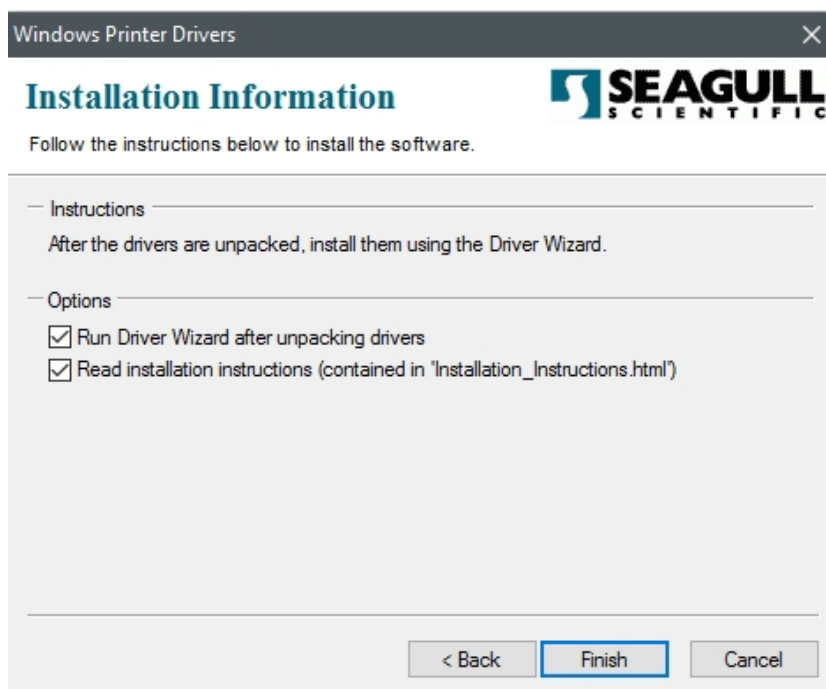 Windows Printer Drivers
Installation Information
SEAGULL
SCIENTIFIC
Follow the instructions below to install the software.
Instructions
After the drivers are unpacked, install them using the Driver Wizard.
Options
Run Driver Wizard after unpacking drivers
Read installation instructions (contained in 'Installation_Instructions.html')
< Back
Finish
Cancel